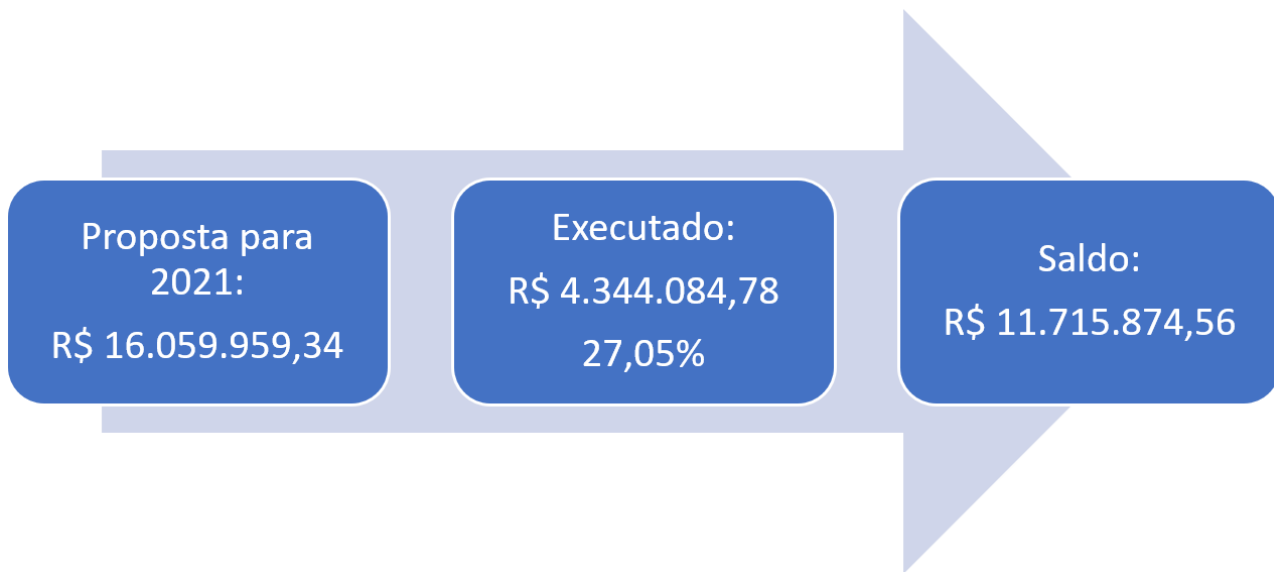 Proposta para
2021:
R$ 16.059.959,34
Executado:
R$ 4.344.084,78
27,05%
Saldo:
R$ 11.715.874,56